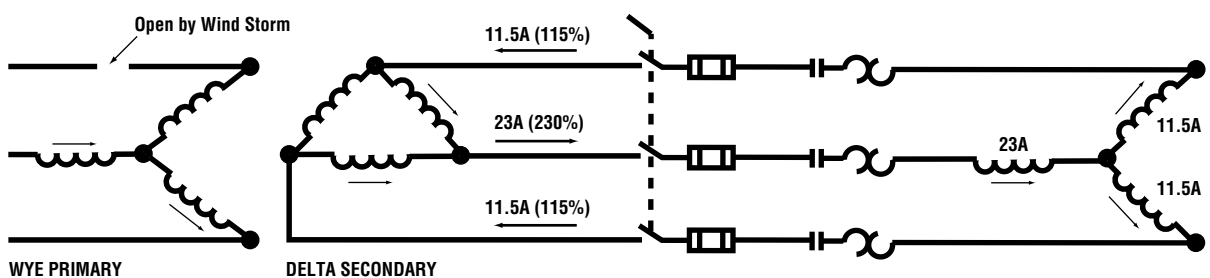 Open by Wind Storm
11.5A (115%)
23A (230%)
11.5A (115%)
23A
11.5A
11.5A
WYE PRIMARY
DELTA SECONDARY